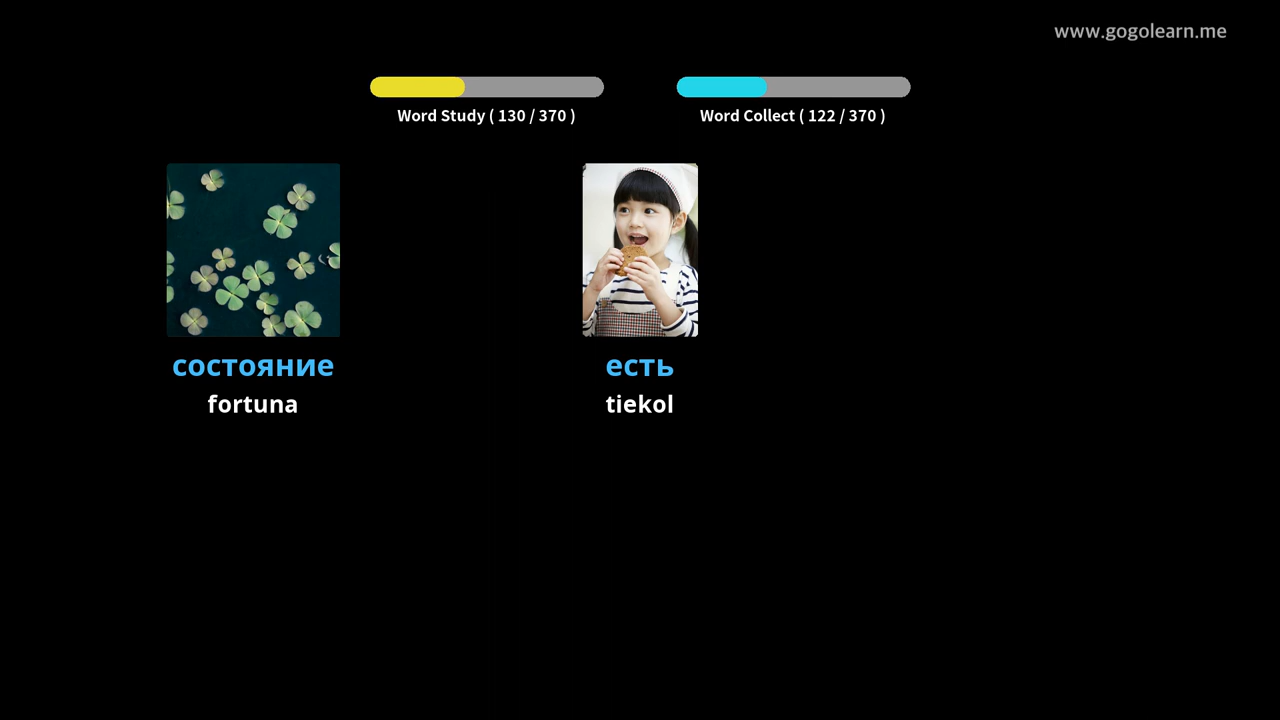 www.gogolearn.me
Word Study ( 130 / 370 )
Word Collect ( 122 / 370 )
состояние
fortuna
есть
tiekol